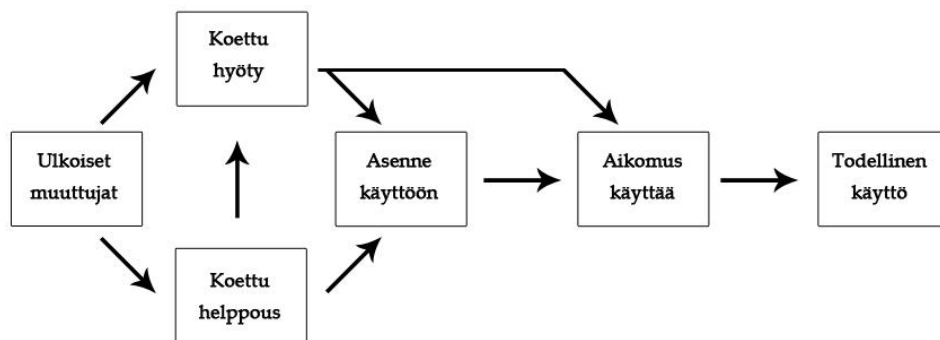 Koettu
hyöty
Ulkoiset
muuttujat
Asenne
käyttöön
Aikomus
käyttää
Todellinen
käyttö
Koettu
helppous